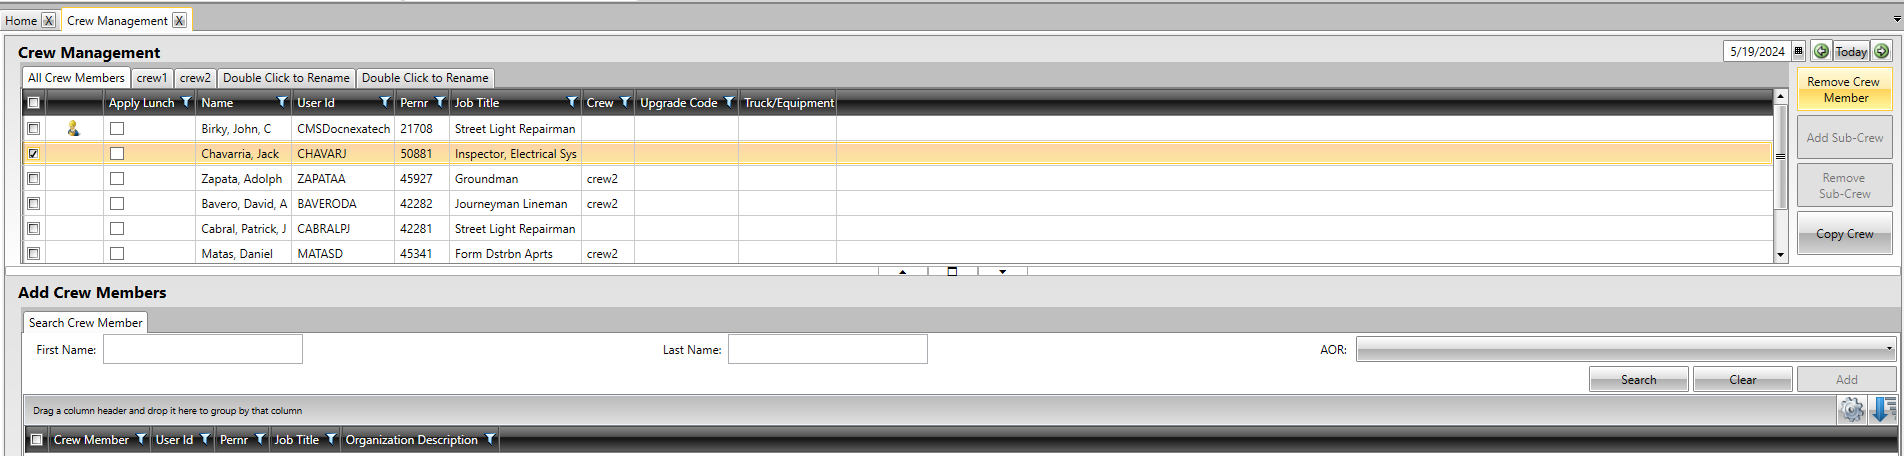 Home X Crew Management X
Crew Management 5/19/2024 Today
All Crew Members crew1 crew2 Double Click to Rename Double Click to Rename
Remove Crew Member
Apply Lunch Name User Id Pernr Job Title Crew Upgrade Code Truck/Equipment
Birky, John, C CMSDocnexatech 21708 Street Light Repairman
Add Sub-Crew
Chavarria, Jack CHAVARJ 50881 Inspector, Electrical Sys
Zapata, Adolph ZAPATAA 45927 Groundman crew2
Remove Sub-Crew
Bavero, David, A BAVERODA 42282 Journeyman Lineman crew2
Cabral, Patrick, J CABRALPJ 42281 Street Light Repairman
Copy Crew
Matas, Daniel MATASD 45341 Form Dstrbn Aprts crew2
Add Crew Members
Search Crew Member
First Name: Last Name: AOR:
Search Clear Add
Drag a column header and drop it here to group by that column
Crew Member User Id Pernr Job Title Organization Description